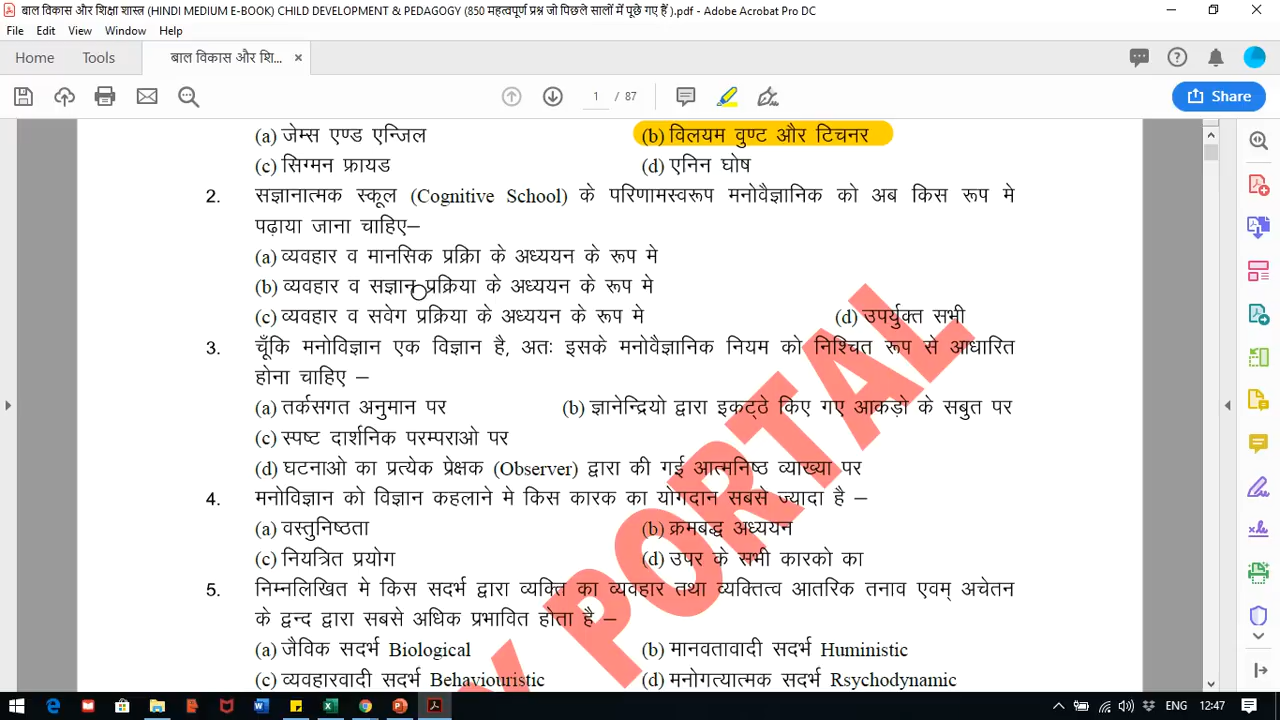 बाल विकास और शिक्षा शास्त्र (HINDI MEDIUM E-BOOK) CHILD DEVELOPMENT & PEDAGOGY (850 महत्वपूर्ण प्रश्न जो पिछले सालों में पूछे गए हैं ).pdf - Adobe Acrobat Pro DC
File Edit View Window Help
Home Tools बाल विकास और शि... ×
1 / 87 Share
(a) जेम्स एण्ड एन्जिल (b) विलयम वुण्ट और टिचनर
(c) सिग्मन फ्रायड (d) एनिन घोष
2. सज्ञानात्मक स्कूल (Cognitive School) के परिणामस्वरूप मनोवैज्ञानिक को अब किस रूप मे
पढ़ाया जाना चाहिए–
(a) व्यवहार व मानसिक प्रक्रिा के अध्ययन के रूप मे
(b) व्यवहार व सज्ञान प्रक्रिया के अध्ययन के रूप मे
(c) व्यवहार व सवेग प्रक्रिया के अध्ययन के रूप मे (d) उपर्युक्त सभी
3. चूँकि मनोविज्ञान एक विज्ञान है, अतः इसके मनोवैज्ञानिक नियम को निश्चित रूप से आधारित
होना चाहिए –
(a) तर्कसगत अनुमान पर (b) ज्ञानेन्द्रियो द्वारा इकट्ठे किए गए आकड़ो के सबुत पर
(c) स्पष्ट दार्शनिक परम्पराओ पर
(d) घटनाओ का प्रत्येक प्रेक्षक (Observer) द्वारा की गई आत्मनिष्ठ व्याख्या पर
4. मनोविज्ञान को विज्ञान कहलाने मे किस कारक का योगदान सबसे ज्यादा है –
(a) वस्तुनिष्ठता (b) क्रमबद्ध अध्ययन
(c) नियत्रित प्रयोग (d) उपर के सभी कारको का
5. निम्नलिखित मे किस सदर्भ द्वारा व्यक्ति का व्यवहार तथा व्यक्तित्व आतरिक तनाव एवम् अचेतन
के द्वन्द द्वारा सबसे अधिक प्रभावित होता है –
(a) जैविक सदर्भ Biological (b) मानवतावादी सदर्भ Huministic
(c) व्यवहारवादी सदर्भ Behaviouristic (d) मनोगत्यात्मक सदर्भ Rsychodynamic
Y PORTAL
ENG 12:47